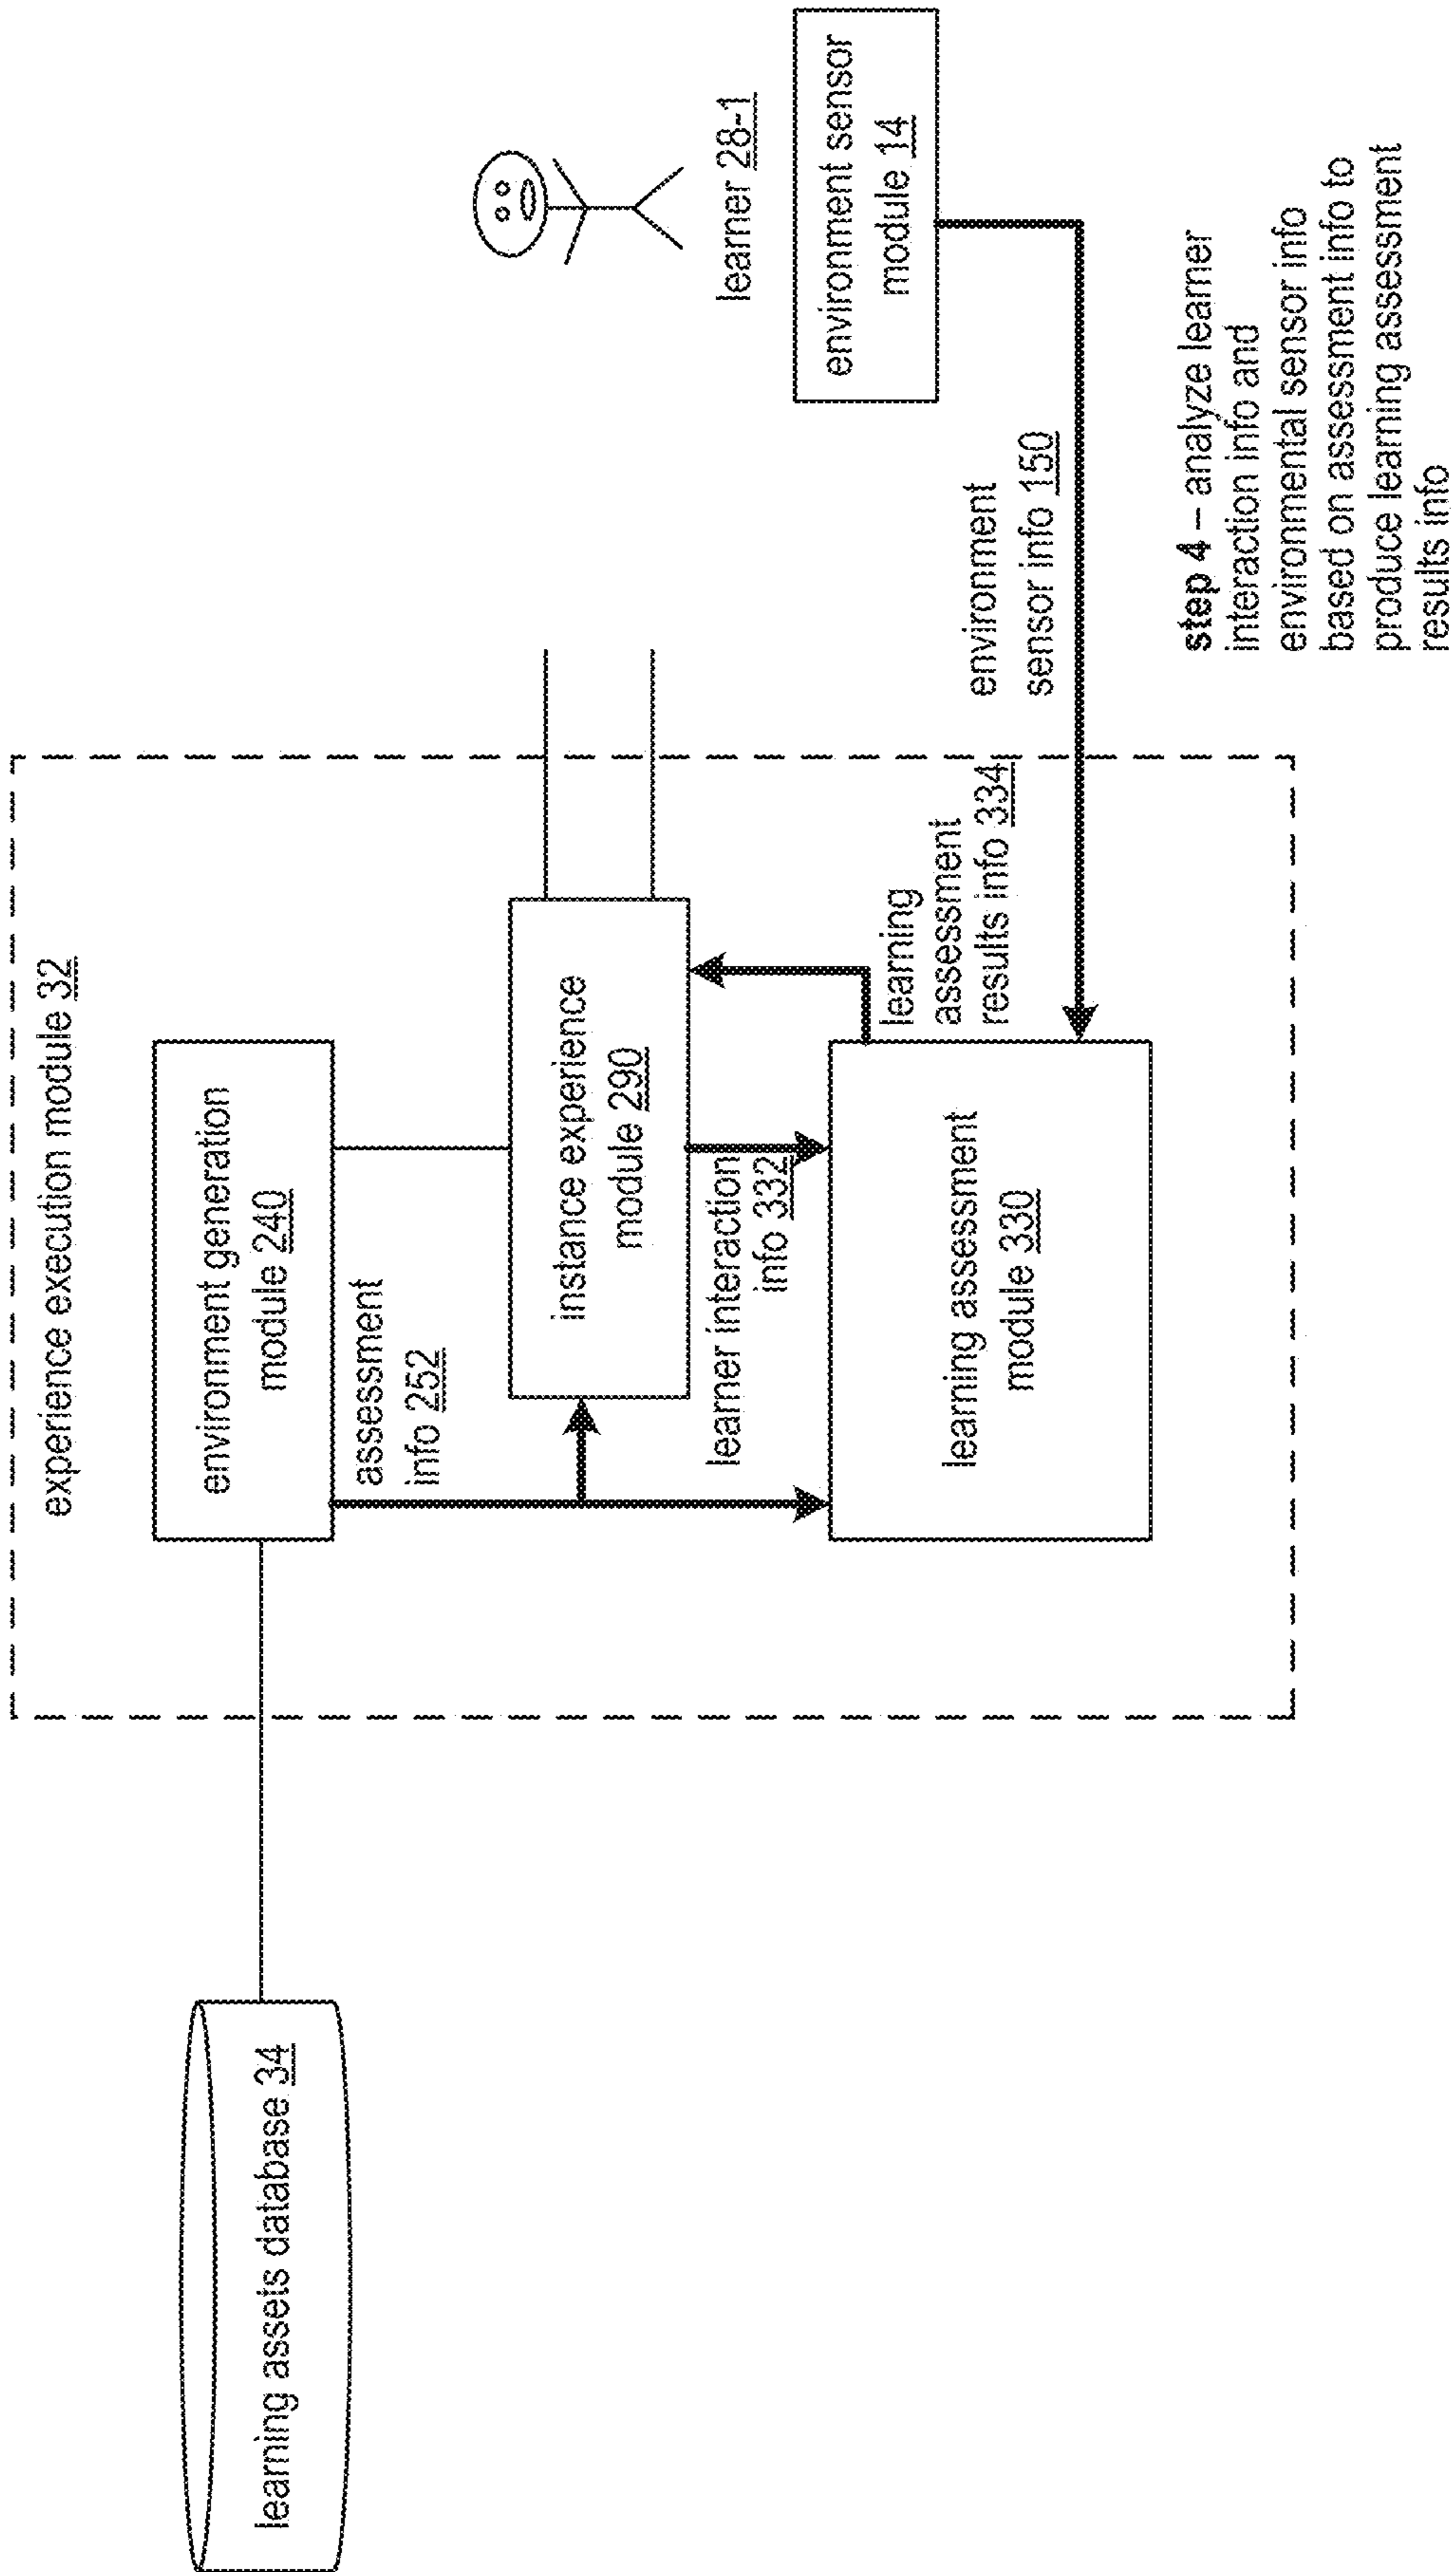 experience execution module 32
learning assets database 34
environment generation
module 240
assessment
info 252
instance experience
module 290
learner interaction
info 332
learning
assessment
results info 334
learning assessment
module 330
learner 28-1
environment sensor
module 14
environment
sensor info 150
step 4 – analyze learner
interaction info and
environmental sensor info
based on assessment info to
produce learning assessment
results info